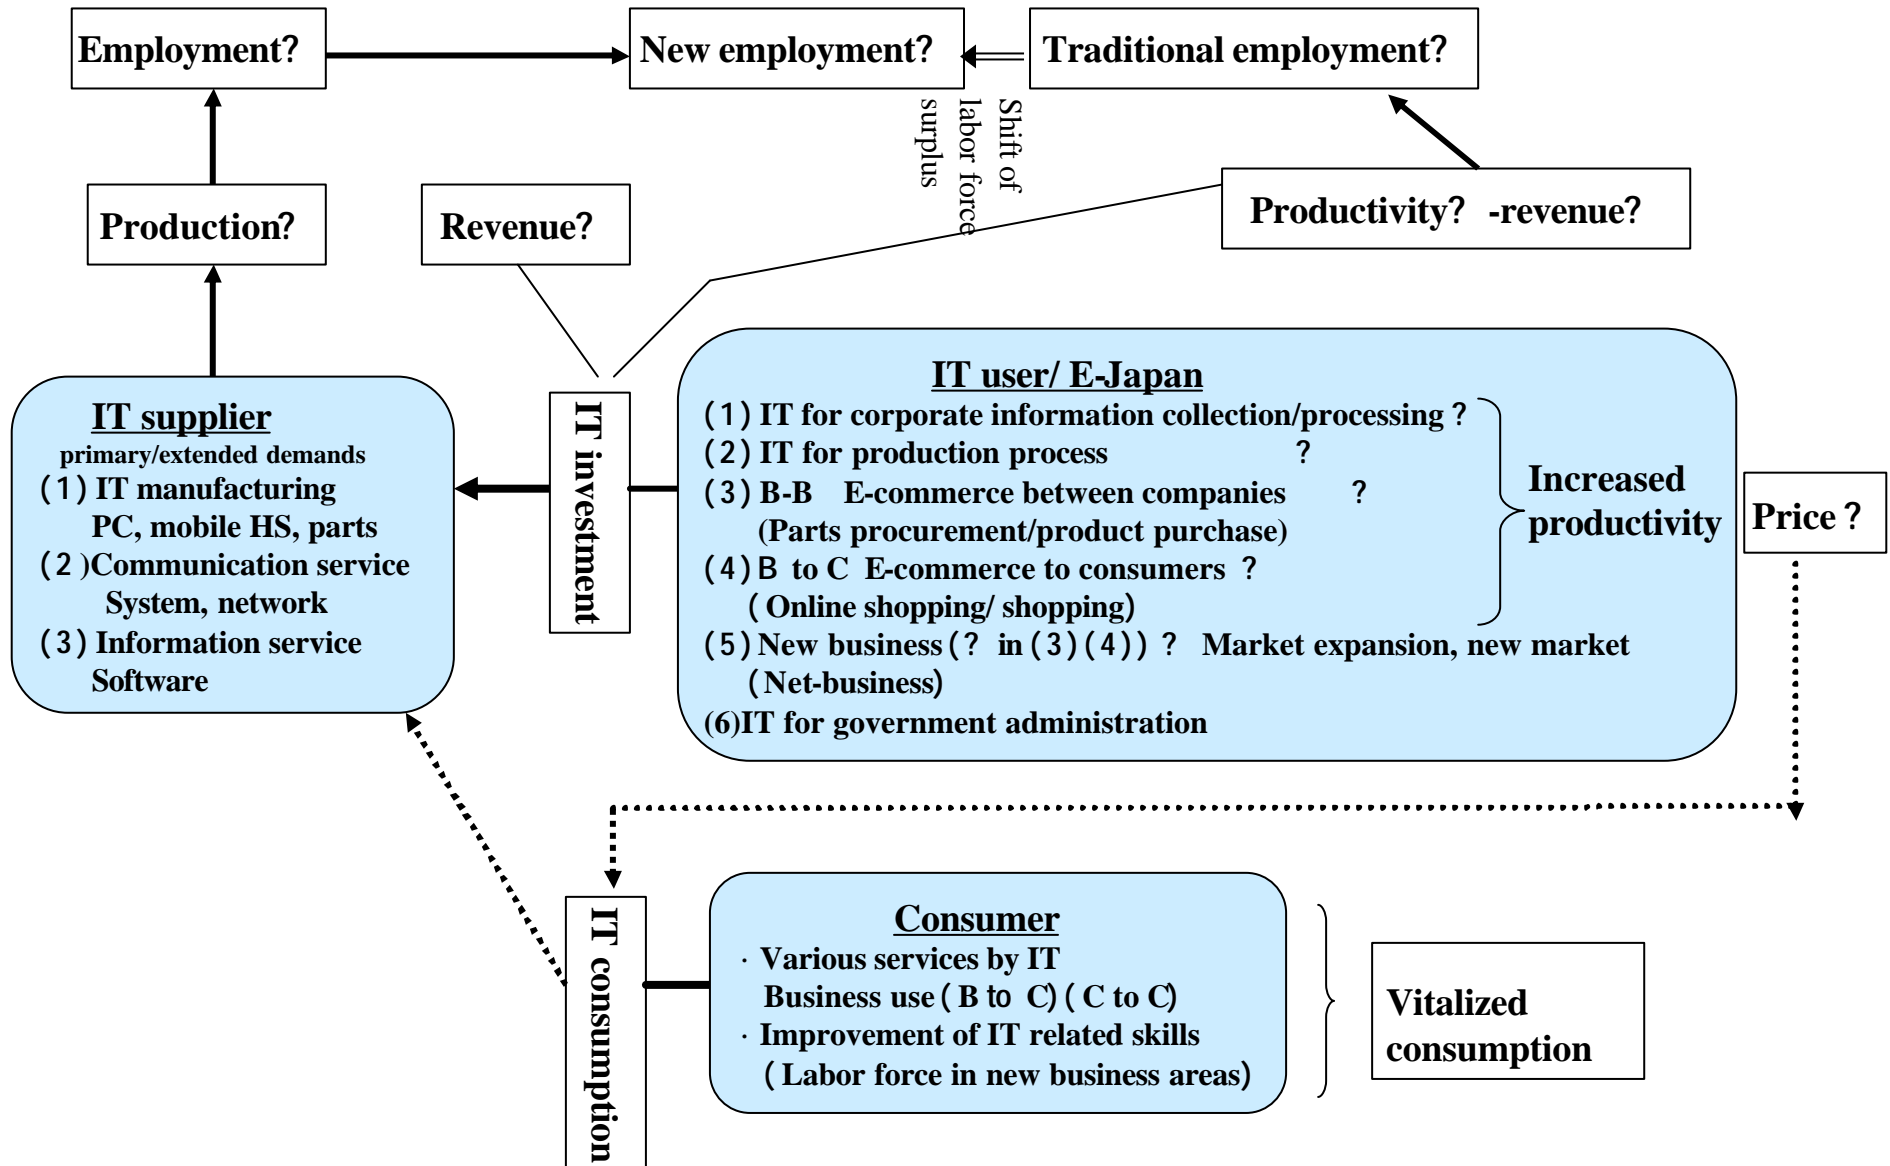 Employment?
New employment?
Traditional employment?
Shift of
labor force
surplus
Production?
Revenue?
Productivity? -revenue?
IT supplier
primary/extended demands
(1) IT manufacturing
PC, mobile HS, parts
(2)Communication service
System, network
(3) Information service
Software
IT investment
IT user/ E-Japan
(1) IT for corporate information collection/processing ?
(2) IT for production process ?
(3) B-B E-commerce between companies ?
(Parts procurement/product purchase)
(4) B to C E-commerce to consumers ?
(Online shopping/ shopping)
(5) New business (? in (3)(4)) ? Market expansion, new market
(Net-business)
(6)IT for government administration
Increased
productivity
Price ?
IT consumption
Consumer
· Various services by IT
Business use (B to C) (C to C)
· Improvement of IT related skills
(Labor force in new business areas)
Vitalized
consumption